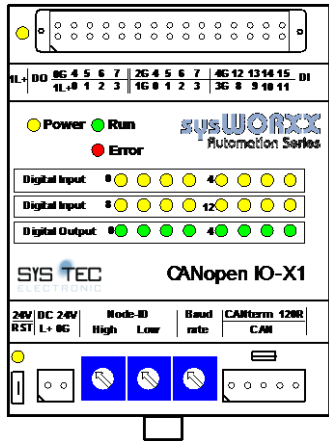 1L+ DO 0G 4 5 6 7 2G 4 5 6 7 4G 12 13 14 15 DI
1L+ 0 1 2 3 1G 0 1 2 3 3G 8 9 10 11
Power Run sysWORXX
Error Automation Series
Digital Input 0 4
Digital Input 8 12
Digital Output 0 4
SYS TEC CANopen IO-X1
ELECTRONIC
24V DC 24V Node-ID Baud CANterm 120R
RST L+ 0G High Low rate CAN